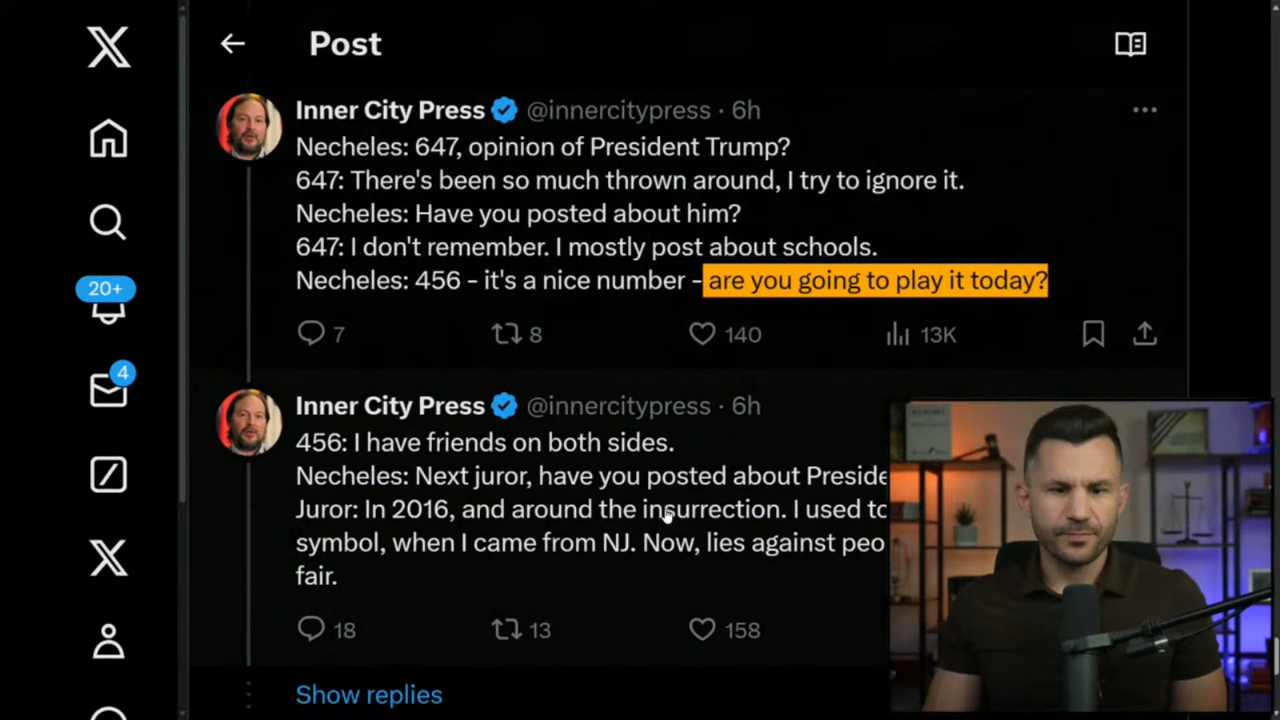 Post
Inner City Press @innercitypress · 6h
Necheles: 647, opinion of President Trump?
647: There's been so much thrown around, I try to ignore it.
Necheles: Have you posted about him?
647: I don't remember. I mostly post about schools.
Necheles: 456 - it's a nice number - are you going to play it today?
7 8 140 13K
20+
4
Inner City Press @innercitypress · 6h
456: I have friends on both sides.
Necheles: Next juror, have you posted about Preside
Juror: In 2016, and around the insurrection. I used to
symbol, when I came from NJ. Now, lies against peo
fair.
18 13 158
Show replies